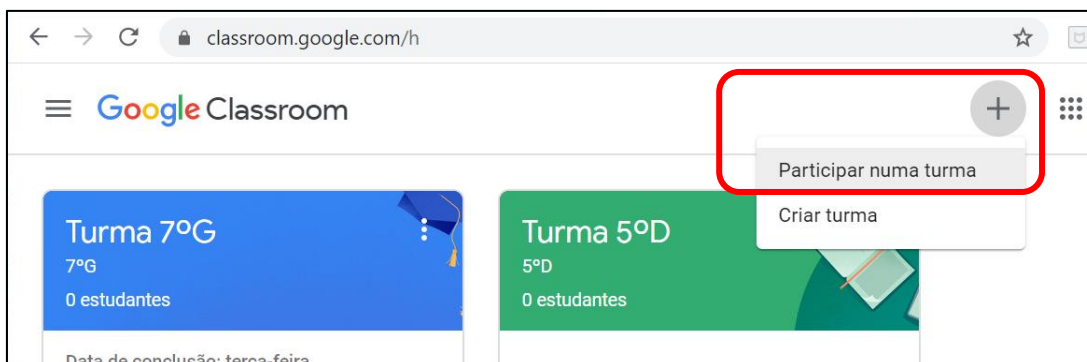 classroom.google.com/h
Google Classroom
Participar numa turma
Criar turma
Turma 7ºG
7ºG
0 estudantes
Turma 5ºD
5ºD
0 estudantes
Data de conclusão: terça-feira